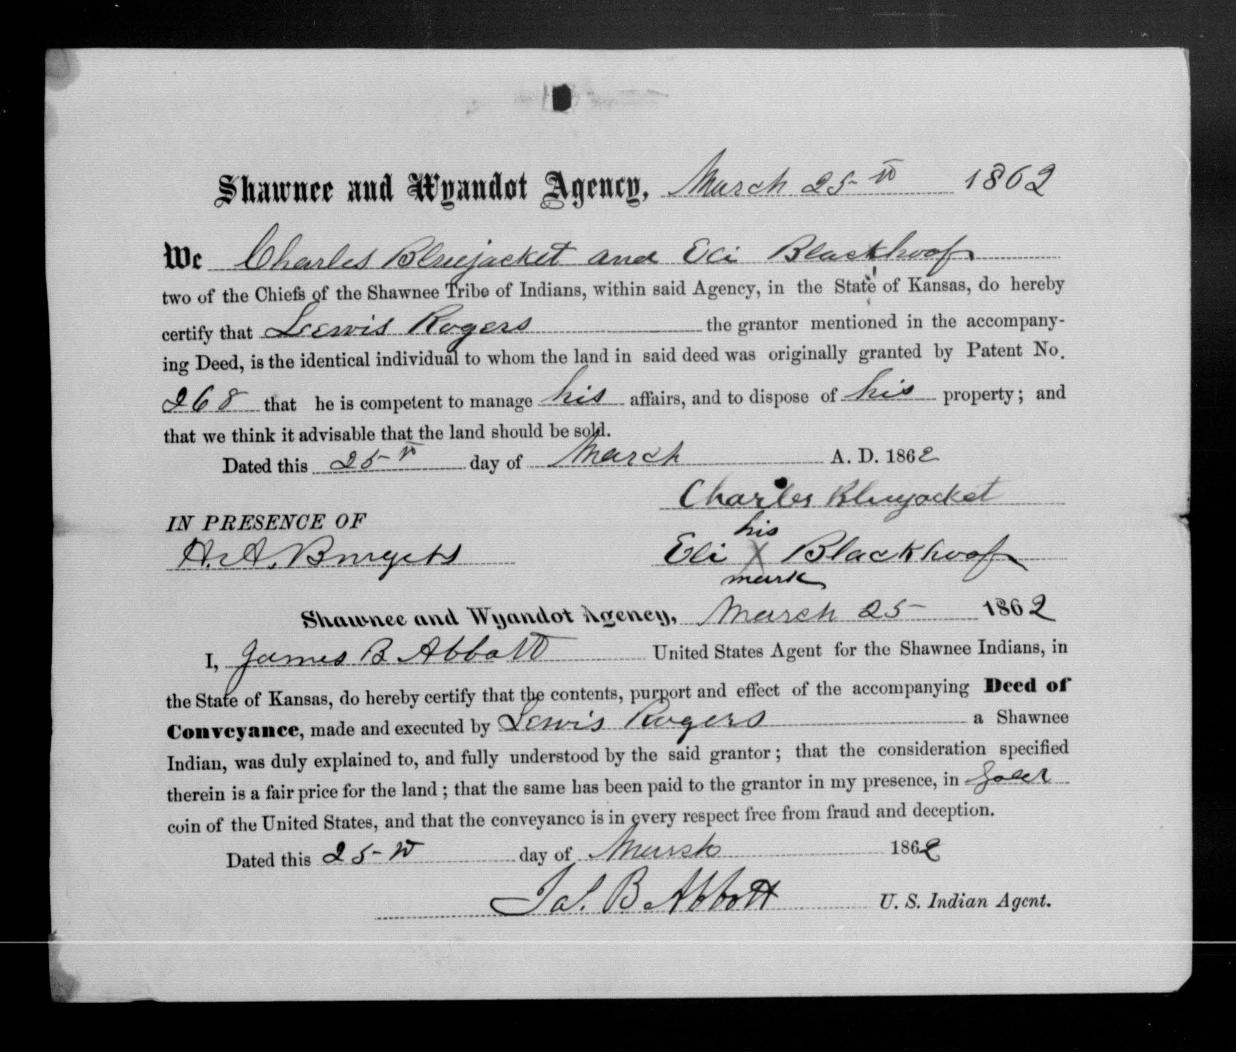 Shawnee and Wyandot Agency, March 25th 1862
We Charles Bluejacket and Eli Blackhoof
two of the Chiefs of the Shawnee Tribe of Indians, within said Agency, in the State of Kansas, do hereby
certify that Lewis Rogers the grantor mentioned in the accompany-
ing Deed, is the identical individual to whom the land in said deed was originally granted by Patent No.
268 that he is competent to manage his affairs, and to dispose of his property; and
that we think it advisable that the land should be sold.
Dated this 25th day of March A. D. 1862
Charles Bluejacket
IN PRESENCE OF
his
A. A. Eli X Blackhoof
mark
Shawnee and Wyandot Agency, March 25 1862
I, James B Abbott United States Agent for the Shawnee Indians, in
the State of Kansas, do hereby certify that the contents, purport and effect of the accompanying Deed of
Conveyance, made and executed by Lewis Rogers a Shawnee
Indian, was duly explained to, and fully understood by the said grantor; that the consideration specified
therein is a fair price for the land; that the same has been paid to the grantor in my presence, in
coin of the United States, and that the conveyance is in every respect free from fraud and deception.
Dated this 25th day of March 1862
Jas. B Abbott U. S. Indian Agent.